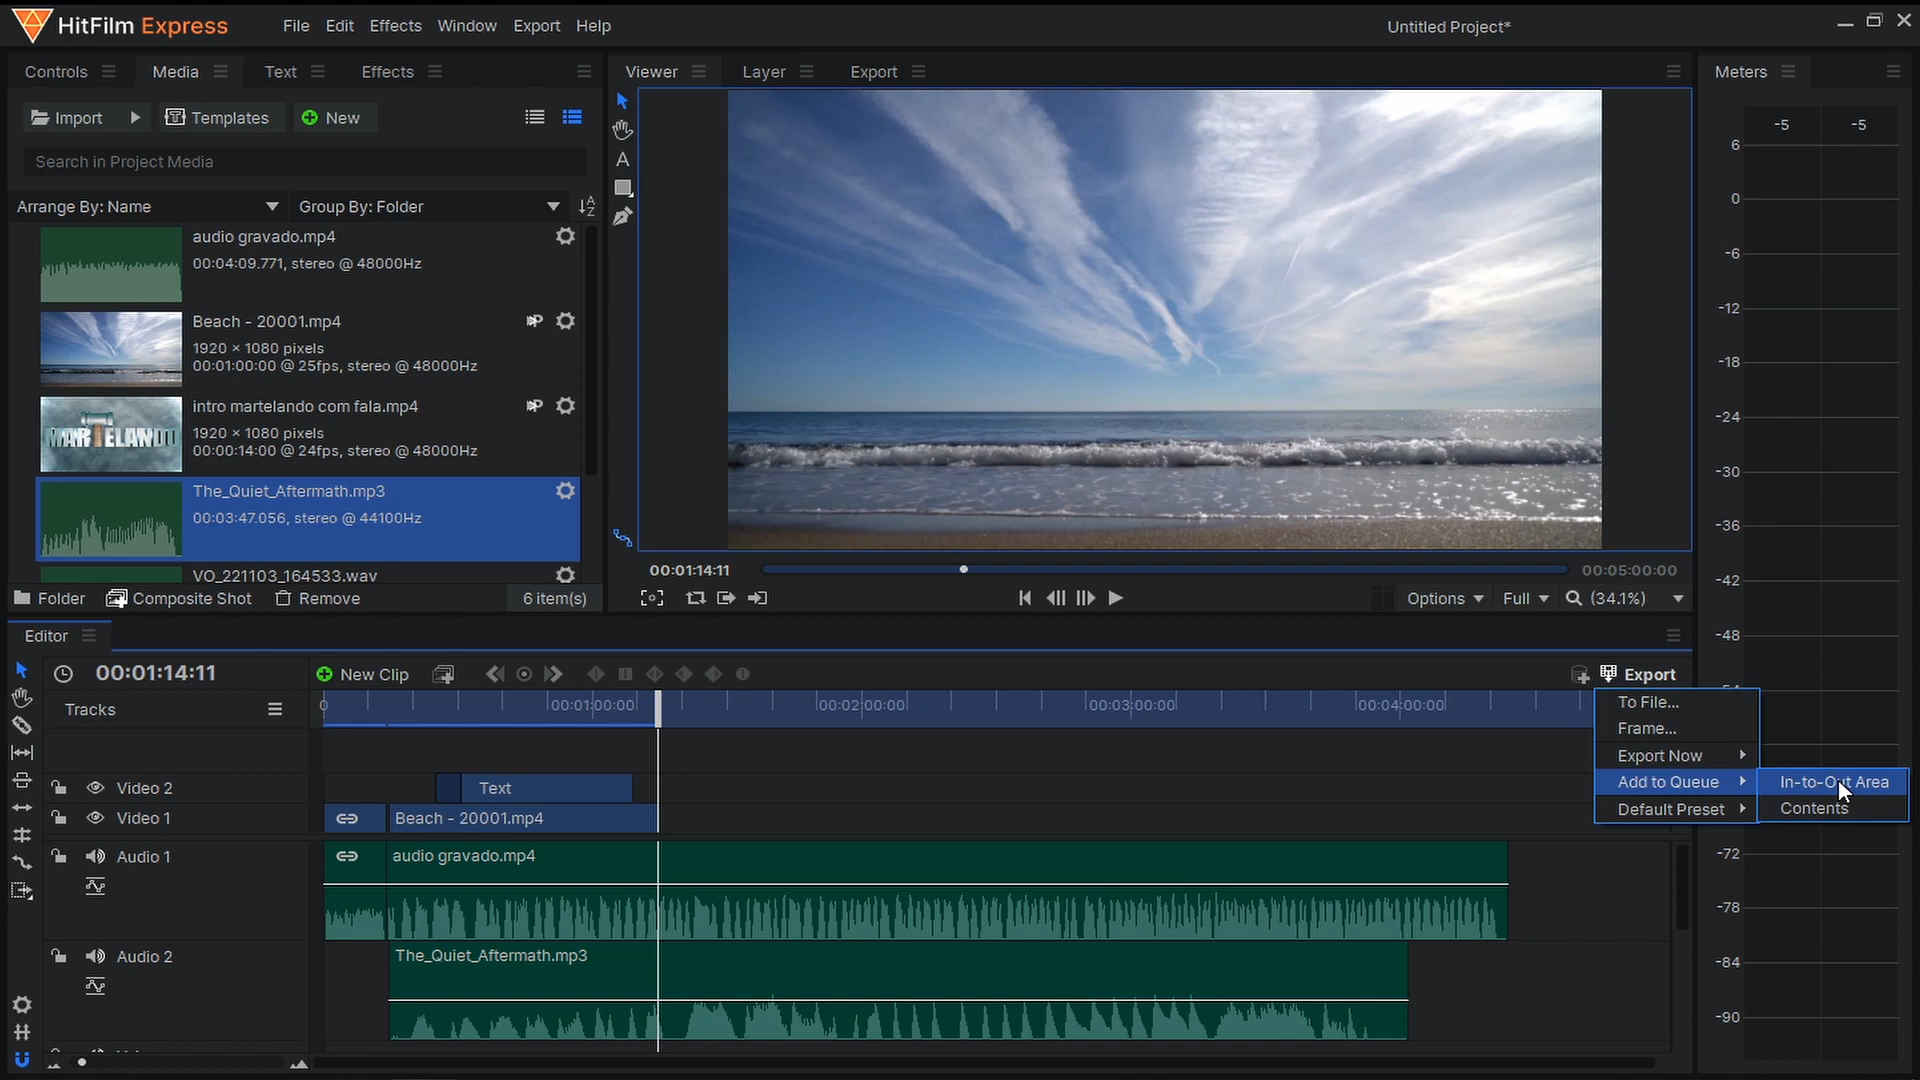 HitFilm Express
File Edit Effects Window Export Help
Untitled Project*
Controls Media Text Effects
Viewer Layer Export
Meters
Import Templates New
Search in Project Media
Arrange By: Name Group By: Folder
audio gravado.mp4
00:04:09.771, stereo @ 48000Hz
Beach - 20001.mp4
1920 × 1080 pixels
00:01:00:00 @ 25fps, stereo @ 48000Hz
intro martelando com fala.mp4
1920 × 1080 pixels
00:00:14:00 @ 24fps, stereo @ 48000Hz
MARTELANDO
The_Quiet_Aftermath.mp3
00:03:47.056, stereo @ 44100Hz
VO_221103_164533.wav
Folder Composite Shot Remove 6 item(s)
A
00:01:14:11 00:05:00:00
Options Full (34.1%)
-5 -5
6
0
-6
-12
-18
-24
-30
-36
-42
-48
-72
-78
-84
-90
Editor
00:01:14:11
New Clip
Export
Tracks
0 00:01:00:00 00:02:00:00 00:03:00:00 00:04:00:00
To File...
Frame...
Export Now
Add to Queue
Default Preset
In-to-Out Area
Contents
Video 2
Text
Video 1
Beach - 20001.mp4
Audio 1
audio gravado.mp4
Audio 2
The_Quiet_Aftermath.mp3